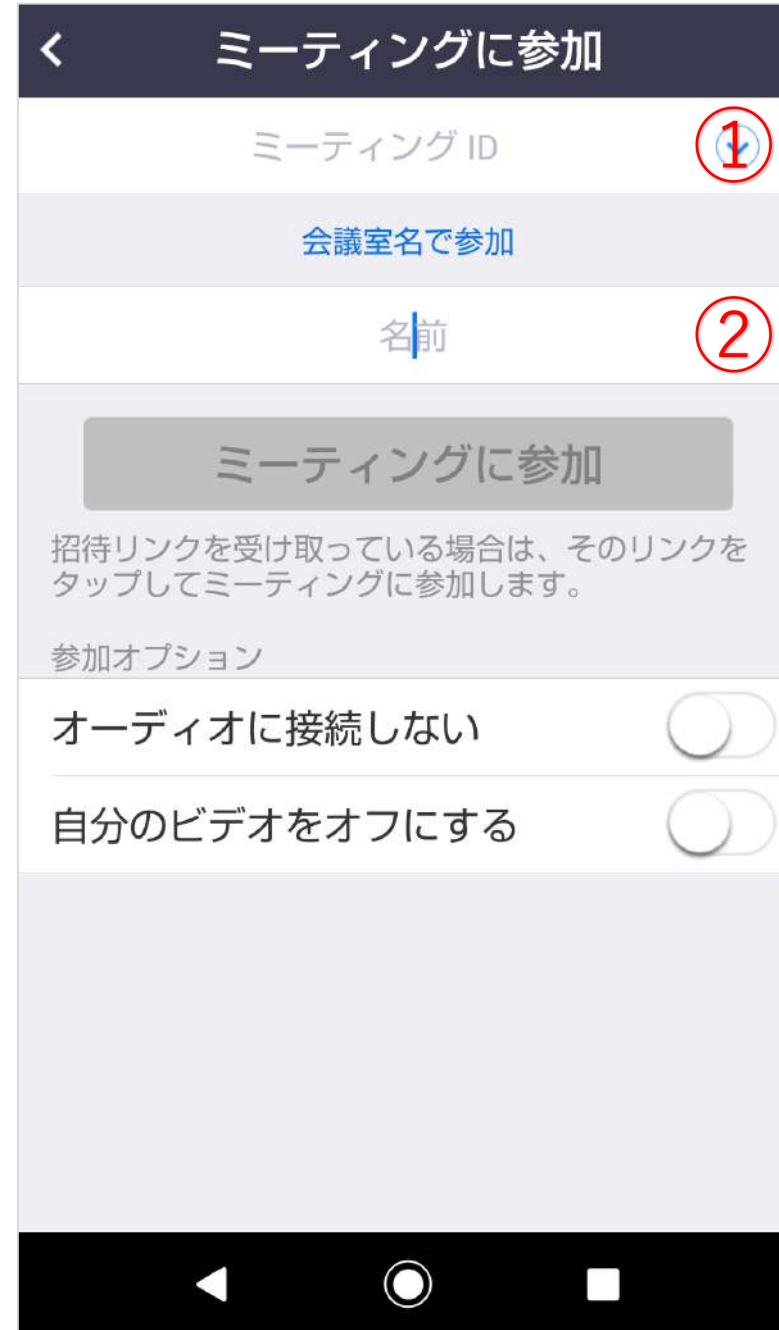 ミーティングに参加
ミーティング ID
①
会議室名で参加
名前
②
ミーティングに参加
招待リンクを受け取っている場合は、そのリンクを
タップしてミーティングに参加します。
参加オプション
オーディオに接続しない
自分のビデオをオフにする